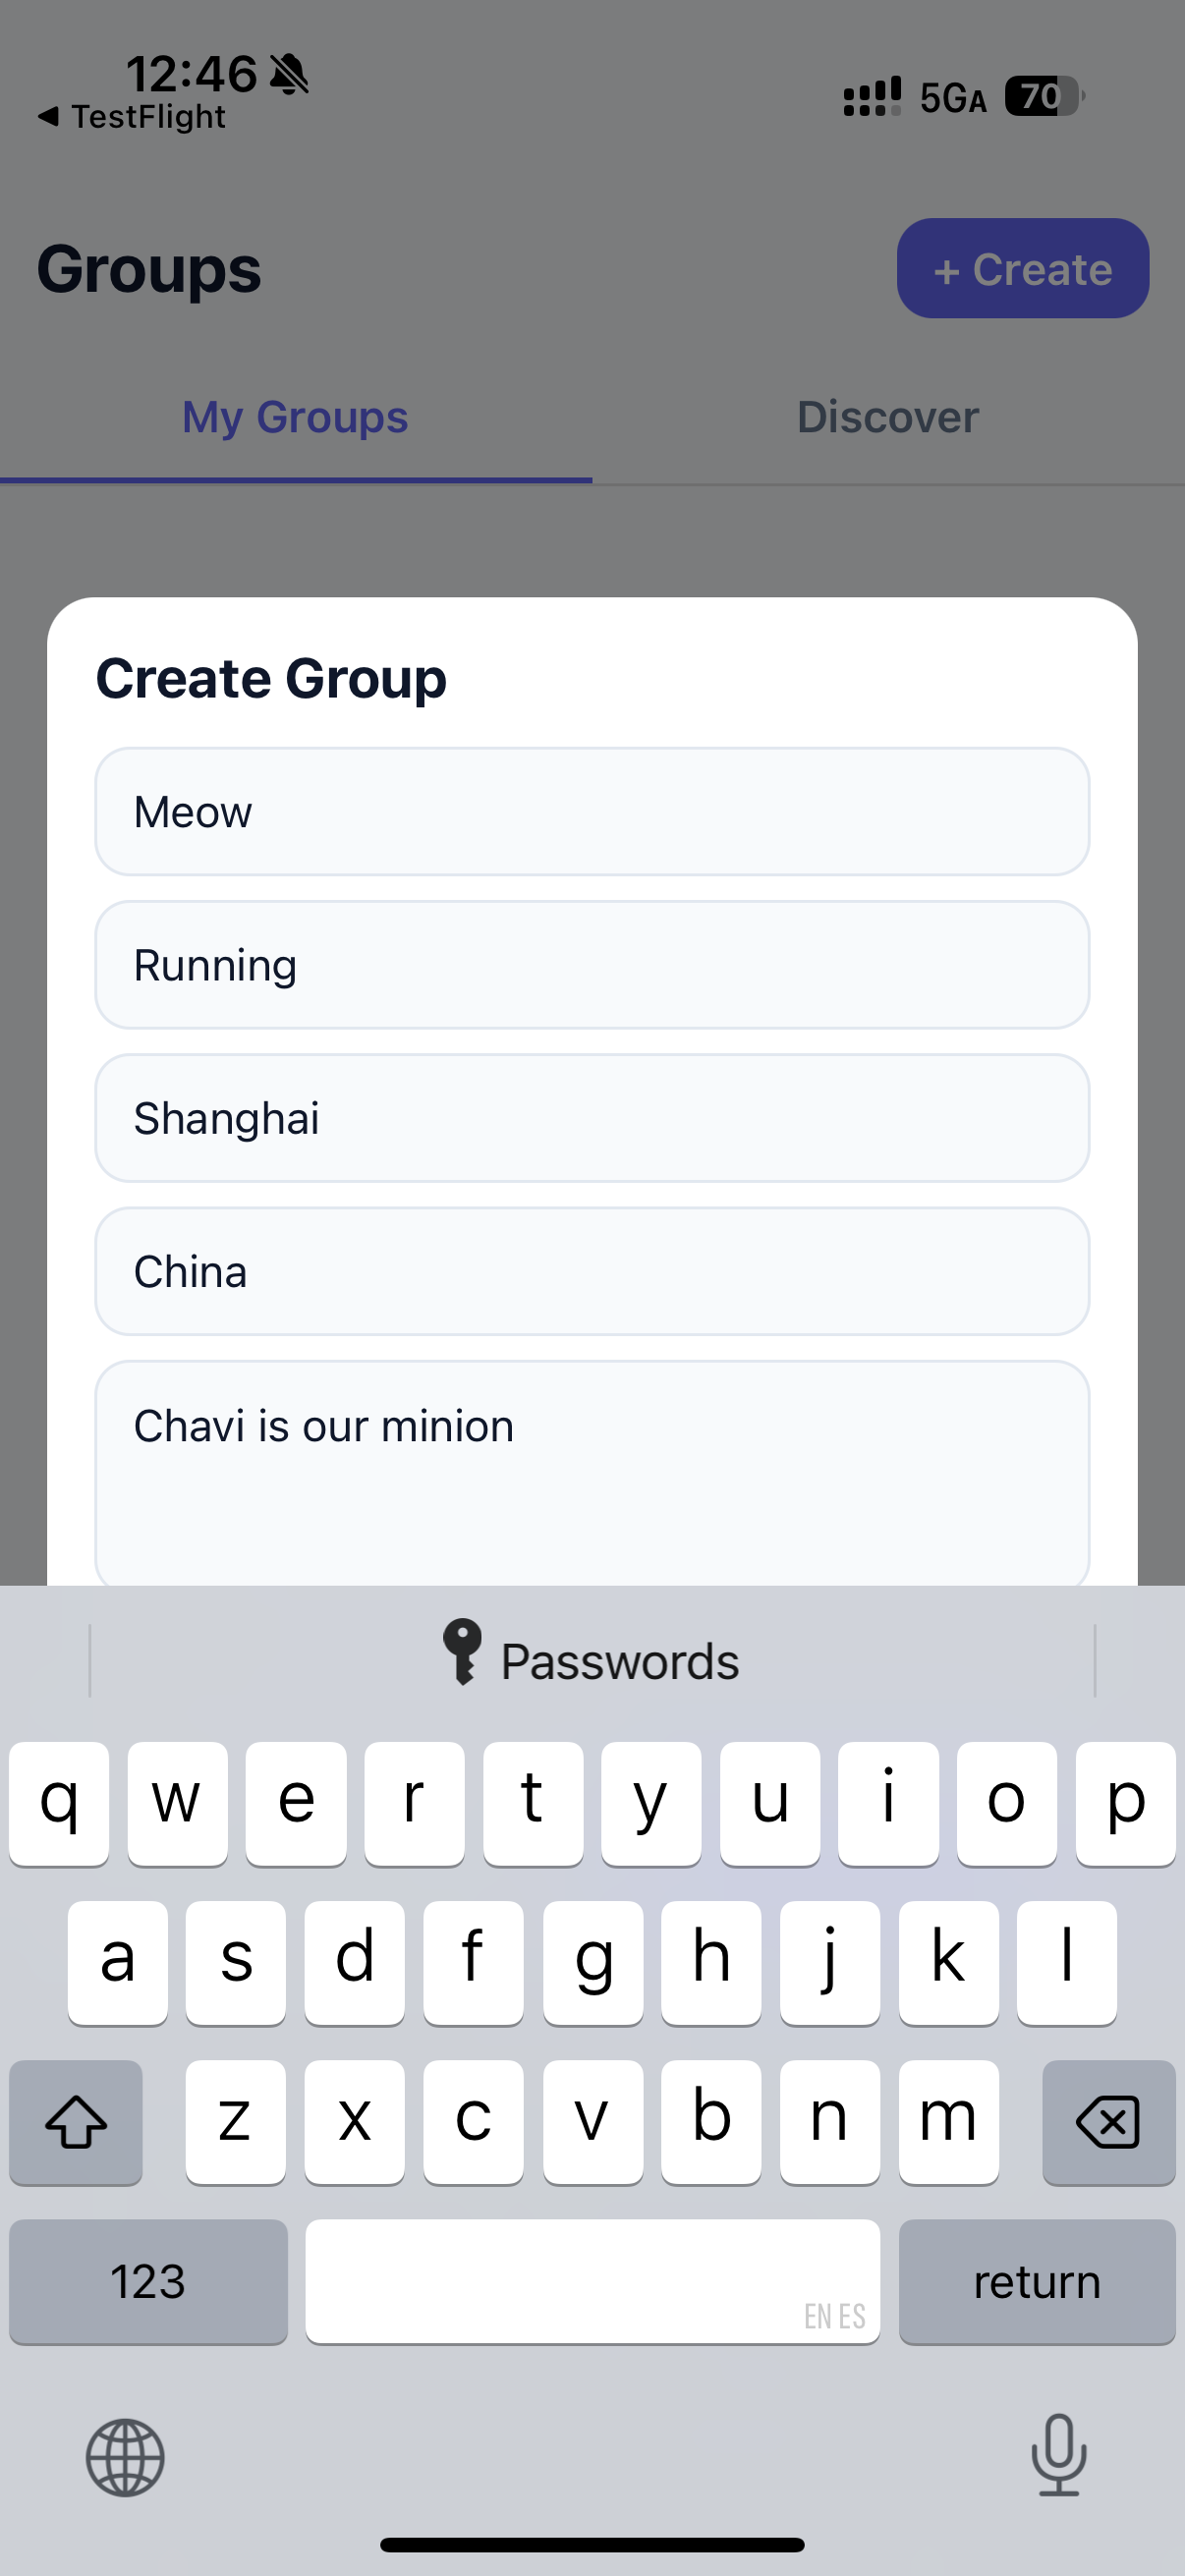 12:46
◀ TestFlight
5GA
70
Groups
+ Create
My Groups
Discover
Create Group
Meow
Running
Shanghai
China
Chavi is our minion
Passwords
q w e r t y u i o p
a s d f g h j k l
z x c v b n m
123
EN ES
return